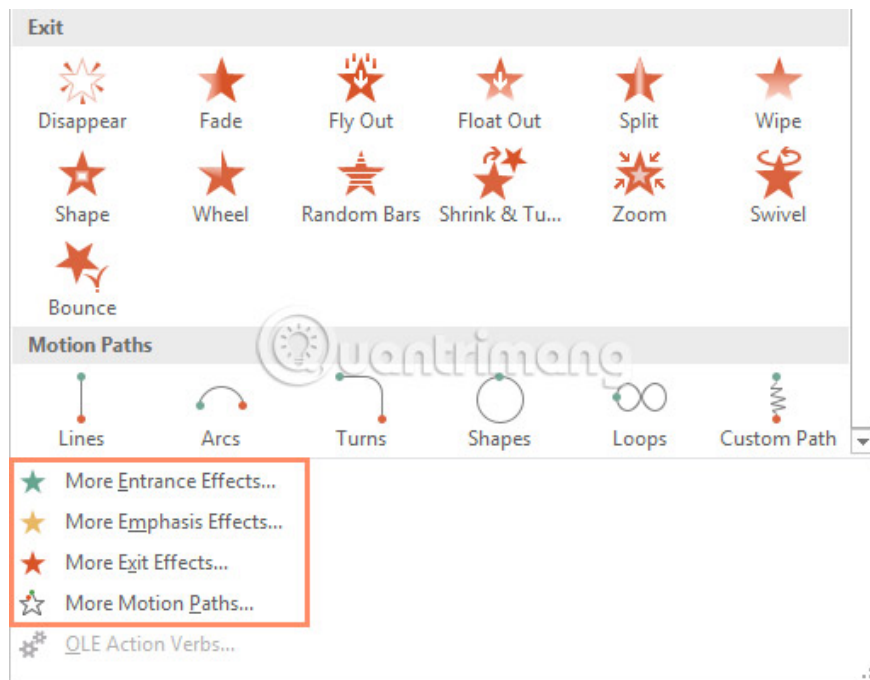 Exit
Disappear Fade Fly Out Float Out Split Wipe
Shape Wheel Random Bars Shrink & Tu... Zoom Swivel
Bounce
Motion Paths
Quantrimang
Lines Arcs Turns Shapes Loops Custom Path
More Entrance Effects...
More Emphasis Effects...
More Exit Effects...
More Motion Paths...
OLE Action Verbs...